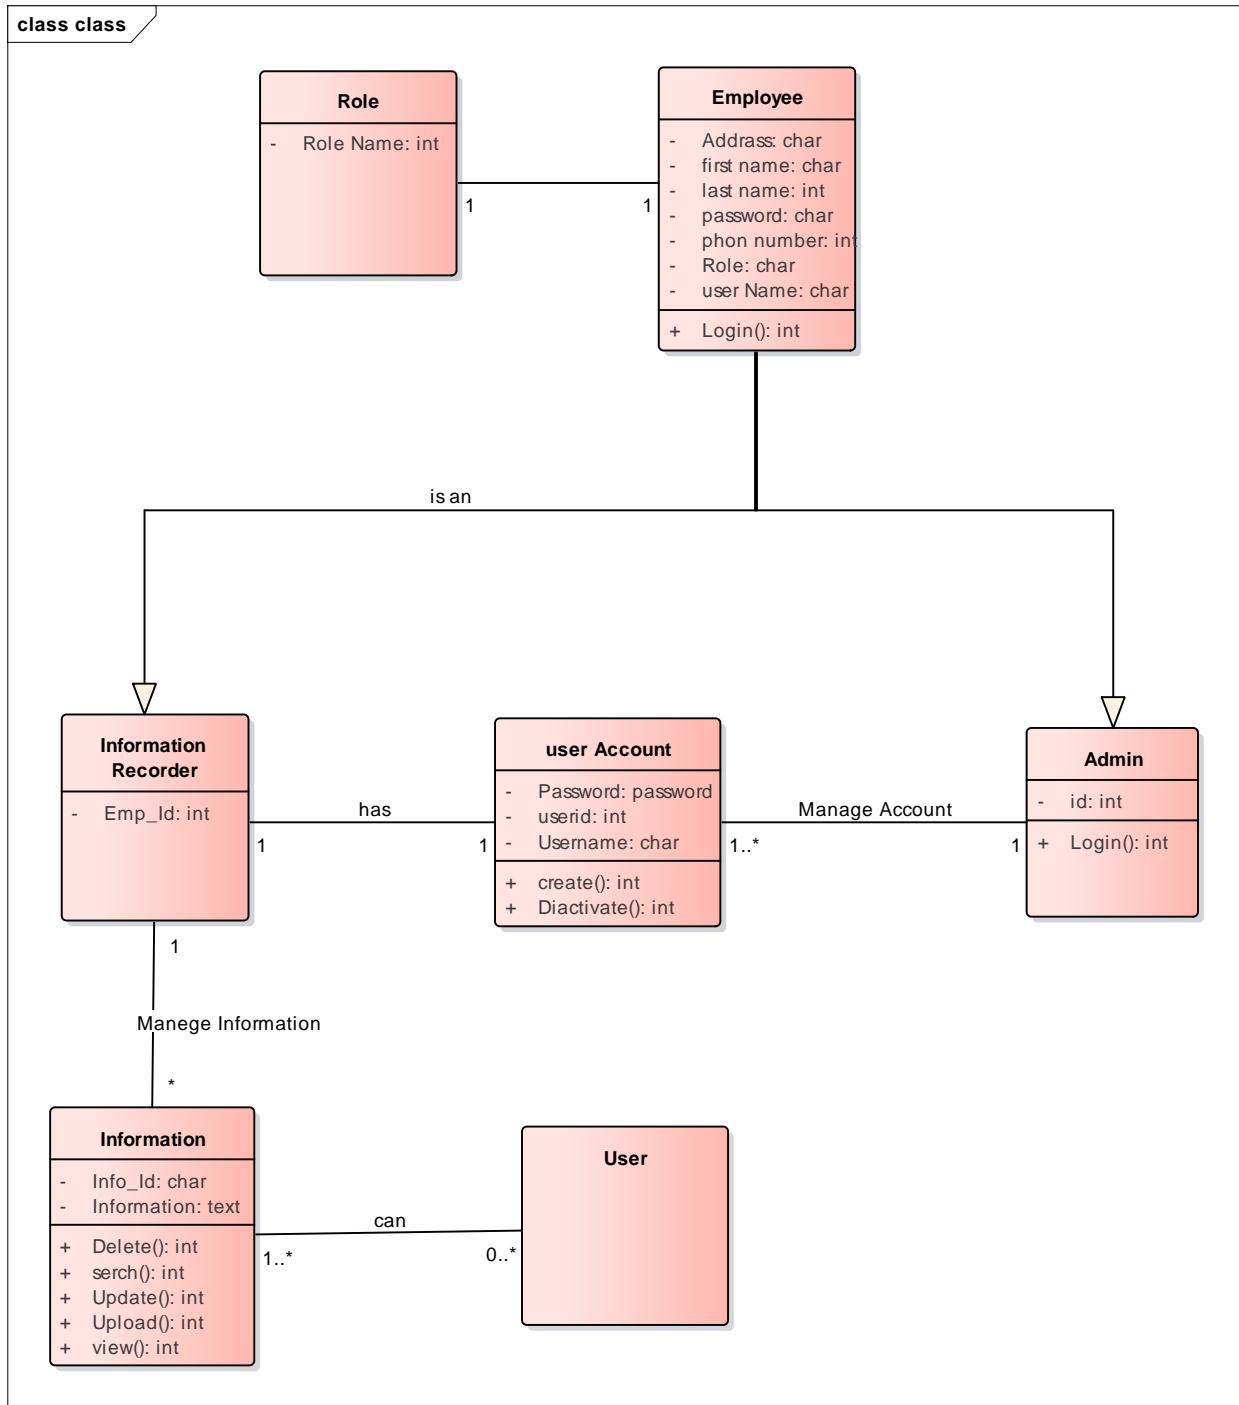 class class
Role
- Role Name: int
1
1
Employee
- Addrass: char
- first name: char
- last name: int
- password: char
- phon number: int
- Role: char
- user Name: char
+ Login(): int
is an
Information
Recorder
- Emp_Id: int
has
1
1
user Account
- Password: password
- userid: int
- Username: char
+ create(): int
+ Diactivate(): int
Manage Account
1..*
1
Admin
- id: int
+ Login(): int
1
Manege Information
*
Information
- Info_Id: char
- Information: text
+ Delete(): int
+ serch(): int
+ Update(): int
+ Upload(): int
+ view(): int
can
1..*
0..*
User